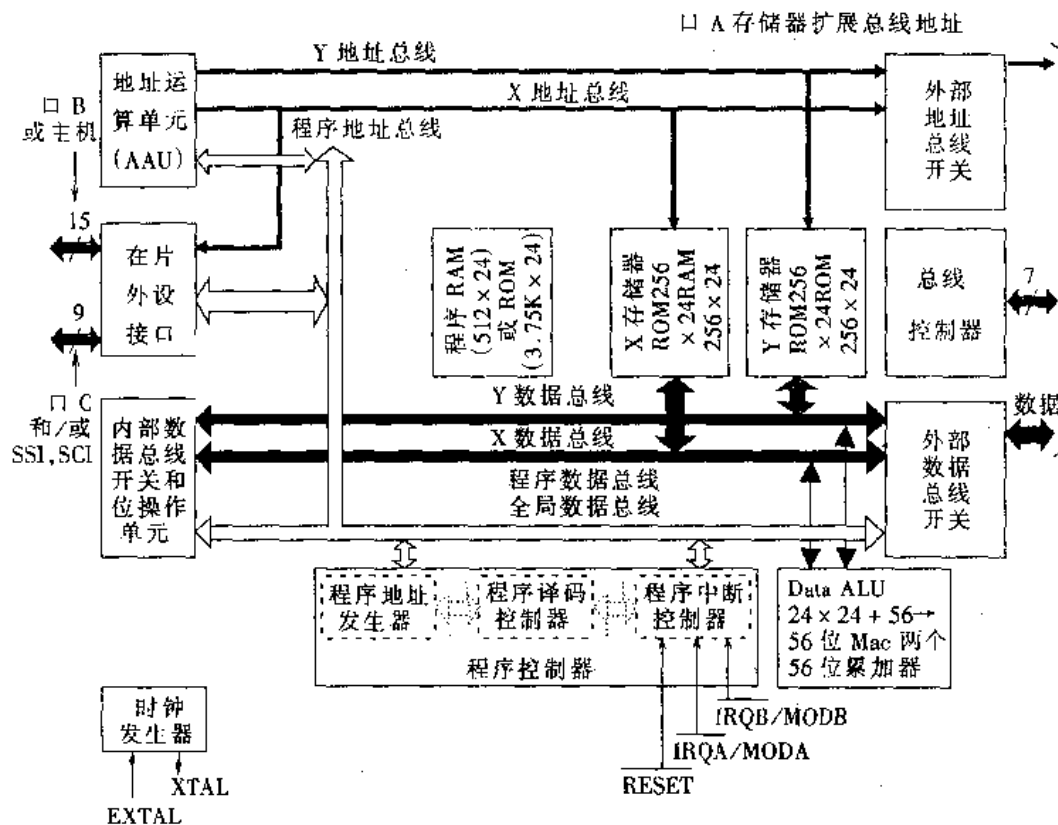 口 A 存储器扩展总线地址
Y 地址总线
地址运
算单元
(AAU)
X 地址总线
程序地址总线
外部
地址
总线
开关
口 B
或主机
15
在片
外设
接口
9
程序 RAM
(512×24)
或 ROM
(3.75K×24)
X 存储器
ROM256
×24RAM
256×24
Y 存储器
ROM256
×24ROM
256×24
总线
控制器
7
口 C
和/或
SS1,SCI
Y 数据总线
内部数
据总线
开关和
位操作
单元
X 数据总线
程序数据总线
全局数据总线
外部
数据
总线
开关
数据
程序地址
发生器
程序译码
控制器
程序中断
控制器
程序控制器
Data ALU
24×24+56→
56 位 Mac 两个
56 位累加器
IRQB/MODB
IRQA/MODA
RESET
时钟
发生器
XTAL
EXTAL